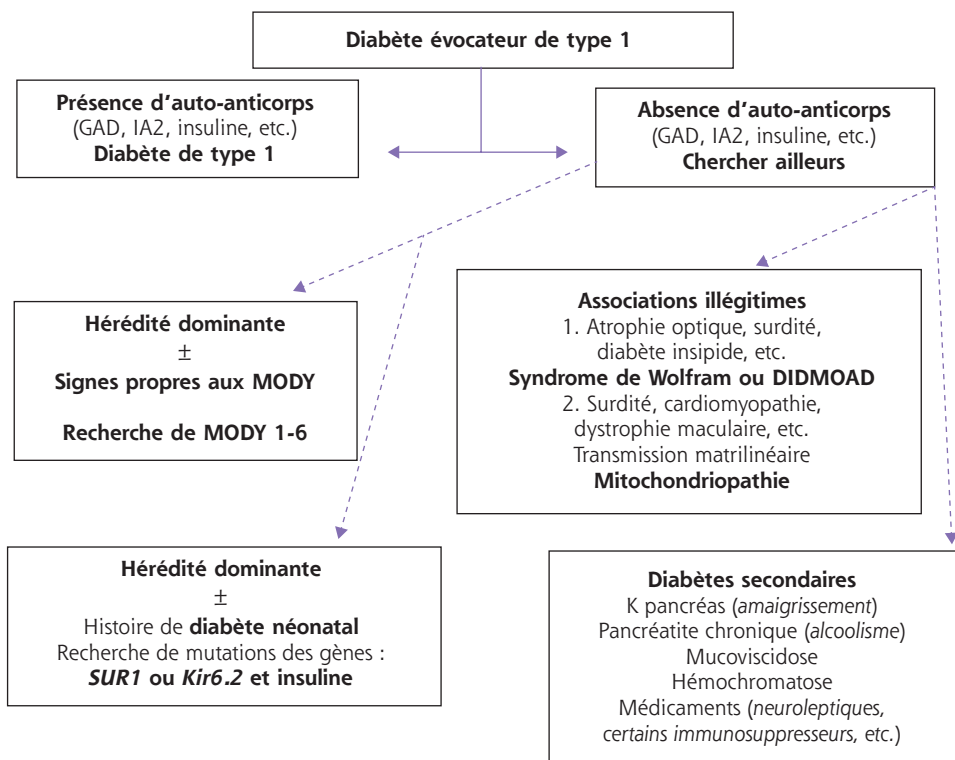 Diabète évocateur de type 1
Présence d'auto-anticorps
(GAD, IA2, insuline, etc.)
Diabète de type 1
Absence d'auto-anticorps
(GAD, IA2, insuline, etc.)
Chercher ailleurs
Hérédité dominante
±
Signes propres aux MODY
Recherche de MODY 1-6
Associations illégitimes
1. Atrophie optique, surdité,
diabète insipide, etc.
Syndrome de Wolfram ou DIDMOAD
2. Surdité, cardiomyopathie,
dystrophie maculaire, etc.
Transmission matrilinéaire
Mitochondriopathie
Hérédité dominante
±
Histoire de diabète néonatal
Recherche de mutations des gènes :
SUR1 ou Kir6.2 et insuline
Diabètes secondaires
K pancréas (amaigrissement)
Pancréatite chronique (alcoolisme)
Mucoviscidose
Hémochromatose
Médicaments (neuroleptiques,
certains immunosuppresseurs, etc.)